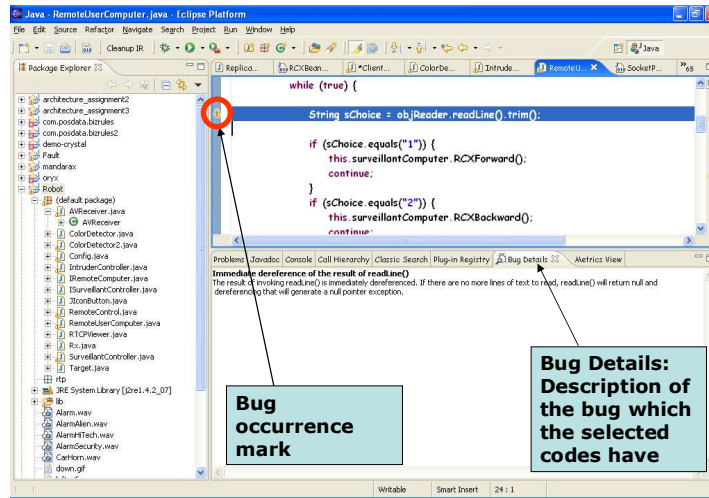 Java - RemoteUserComputer.java - Eclipse Platform
File Edit Source Refactor Navigate Search Project Run Window Help
Cleanup IR
Java
Package Explorer
Replica... RCXBean... *Client... ColorDe... Intrude... RemoteU... SocketP... »65
architecture_assignment2
architecture_assignment3
com.posdata.bizrules
com.posdata.bizrules2
demo-crystal
Fault
mandarax
oryx
Robot
(default package)
AVReceiver.java
AVReceiver
ColorDetector.java
ColorDetector2.java
Config.java
IntruderController.java
IRemoteComputer.java
ISurveillantController.java
JIconButton.java
RemoteControl.java
RemoteUserComputer.java
RTCPViewer.java
Rx.java
SurveillantController.java
Target.java
rtp
JRE System Library [j2re1.4.2_07]
lib
Alarm.wav
AlarmAlien.wav
AlarmHiTech.wav
AlarmSecurity.wav
CarHorn.wav
down.gif
while (true) {
String sChoice = objReader.readLine().trim();
if (sChoice.equals("1")) {
this.surveillantComputer.RCXForward();
continue;
}
if (sChoice.equals("2")) {
this.surveillantComputer.RCXBackward();
continue;
Problems Javadoc Console Call Hierarchy Classic Search Plug-in Registry Bug Details Metrics View
Immediate dereference of the result of readLine()
The result of invoking readLine() is immediately dereferenced. If there are no more lines of text to read, readLine() will return null and
dereferencing that will generate a null pointer exception.
Bug
occurrence
mark
Bug Details:
Description of
the bug which
the selected
codes have
Writable Smart Insert 24 : 1